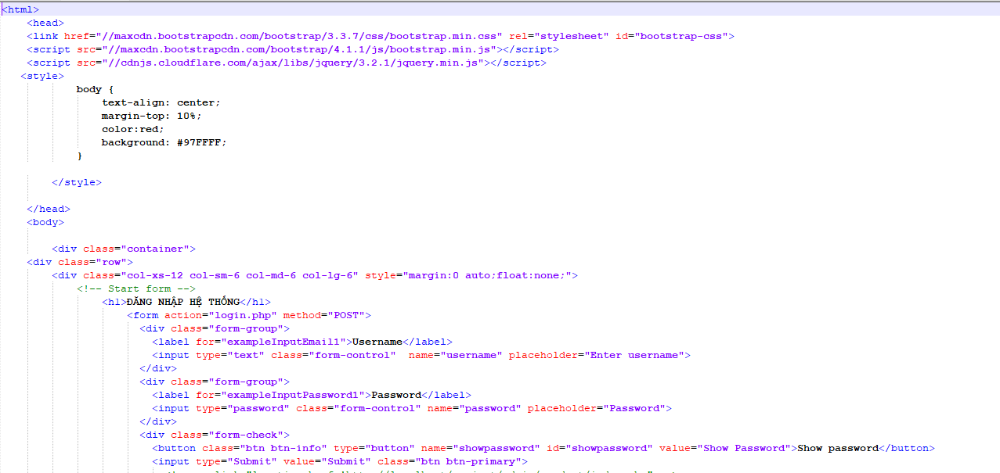 <html>
<head>
<link href="//maxcdn.bootstrapcdn.com/bootstrap/3.3.7/css/bootstrap.min.css" rel="stylesheet" id="bootstrap-css">
<script src="//maxcdn.bootstrapcdn.com/bootstrap/4.1.1/js/bootstrap.min.js"></script>
<script src="//cdnjs.cloudflare.com/ajax/libs/jquery/3.2.1/jquery.min.js"></script>
<style>
body {
text-align: center;
margin-top: 10%;
color:red;
background: #97FFFF;
}
</style>
</head>
<body>
<div class="container">
<div class="row">
<div class="col-xs-12 col-sm-6 col-md-6 col-lg-6" style="margin:0 auto;float:none;">
<!-- Start form -->
<h1>ĐĂNG NHẬP HỆ THỐNG</h1>
<form action="login.php" method="POST">
<div class="form-group">
<label for="exampleInputEmail1">Username</label>
<input type="text" class="form-control"  name="username" placeholder="Enter username">
</div>
<div class="form-group">
<label for="exampleInputPassword1">Password</label>
<input type="password" class="form-control" name="password" placeholder="Password">
</div>
<div class="form-check">
<button class="btn btn-info" type="button" name="showpassword" id="showpassword" value="Show Password">Show password</button>
<input type="Submit" value="Submit" class="btn btn-primary">